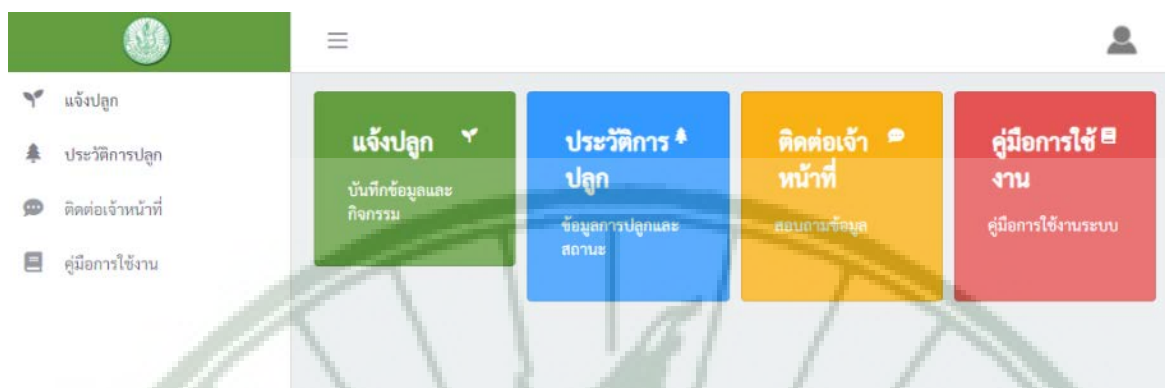 แจ้งปลูก
ประวัติการปลูก
ติดต่อเจ้าหน้าที่
คู่มือการใช้งาน
แจ้งปลูก
บันทึกข้อมูลและ
กิจกรรม
ประวัติการ
ปลูก
ข้อมูลการปลูกและ
สถานะ
ติดต่อเจ้า
หน้าที่
สอบถามข้อมูล
คู่มือการใช้
งาน
คู่มือการใช้งานระบบ